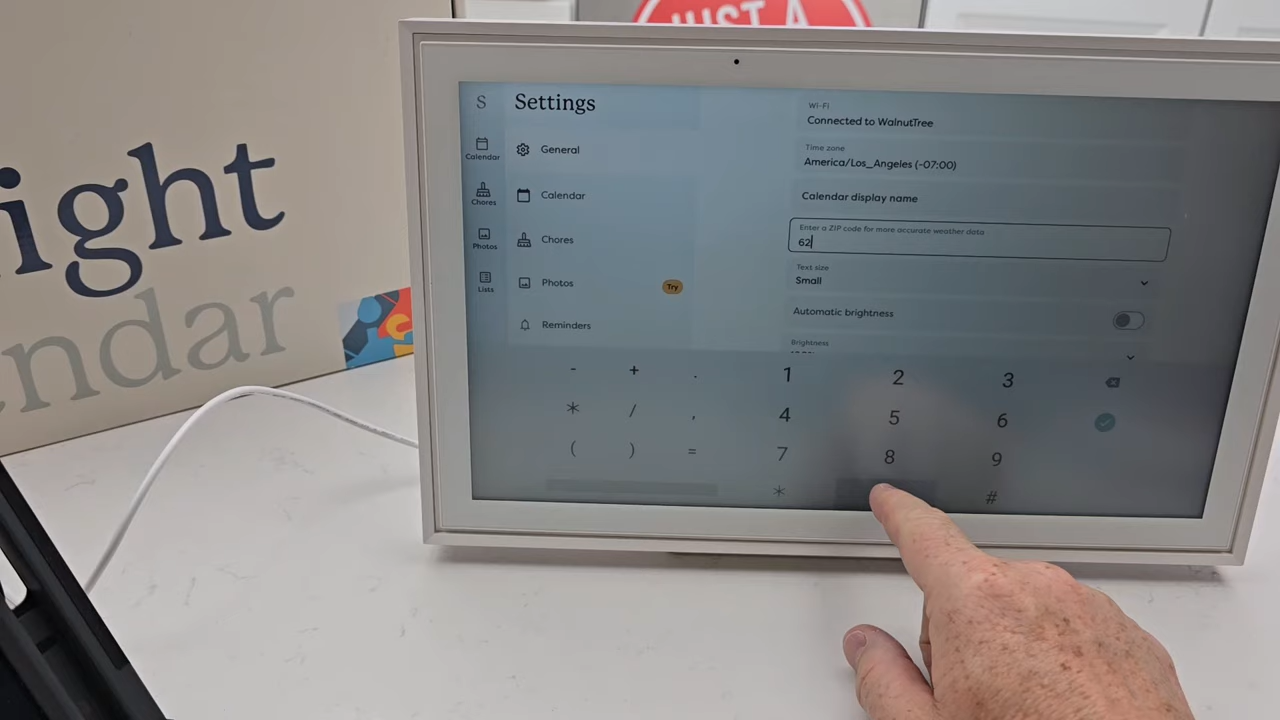 JUST A
ight
ndar
S
Settings
Calendar
Chores
Photos
Lists
General
Calendar
Chores
Photos
Try
Reminders
Wi-Fi
Connected to WalnutTree
Time zone
America/Los_Angeles (-07:00)
Calendar display name
Enter a ZIP code for more accurate weather data
62
Text size
Small
Automatic brightness
Brightness
- + . 1 2 3
* / , 4 5 6
( ) = 7 8 9
* #